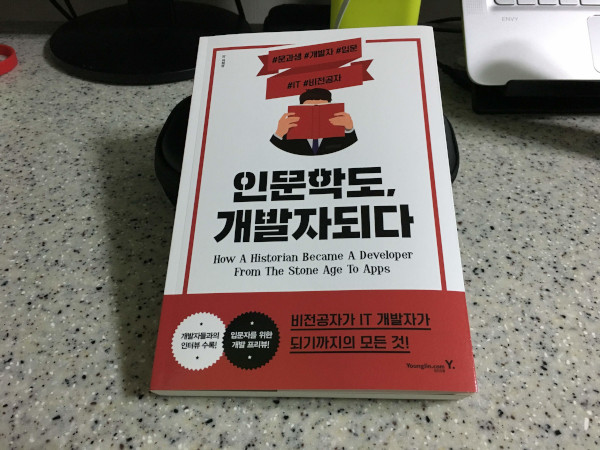 ENVY
#문과생 #개발자 #입문
#IT #비전공자
인문학도,
개발자되다
How A Historian Became A Developer
From The Stone Age To Apps
개발자들과의
인터뷰 수록!
입문자를 위한
개발 프리뷰!
비전공자가 IT 개발자가
되기까지의 모든 것!
Youngjin.com Y.